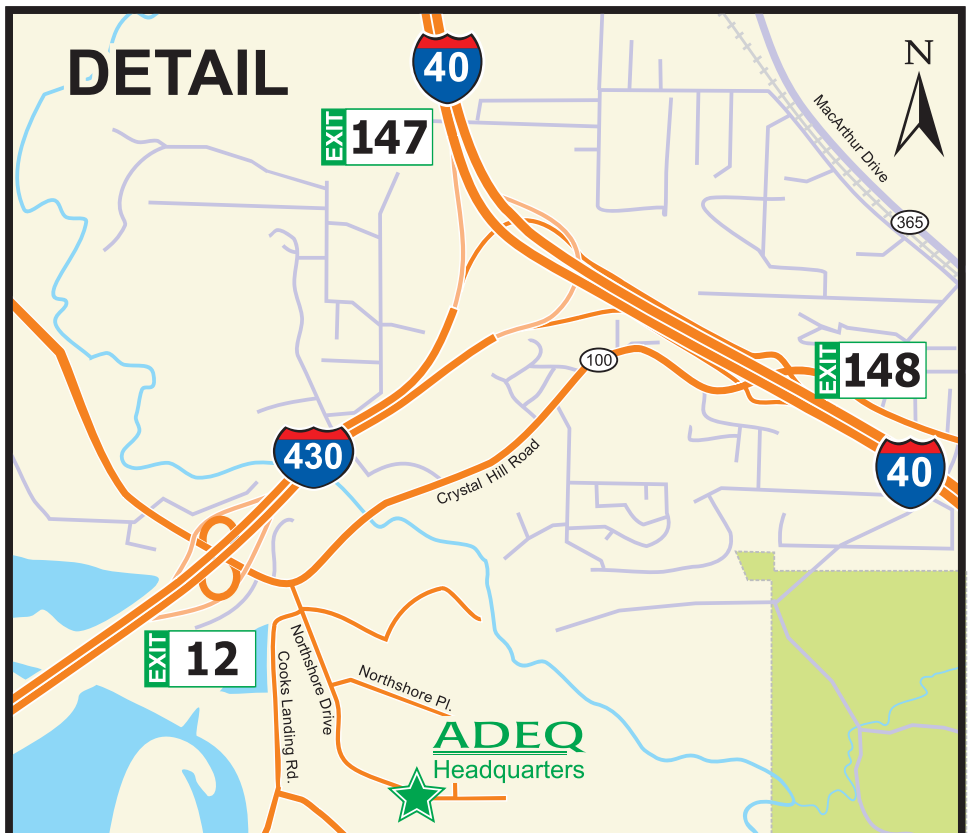 DETAIL
40
N
EXIT 147
MacArthur Drive
365
100
EXIT 148
430
40
Crystal Hill Road
EXIT 12
Northshore Drive
Cooks Landing Rd.
Northshore Pl.
ADEQ
Headquarters